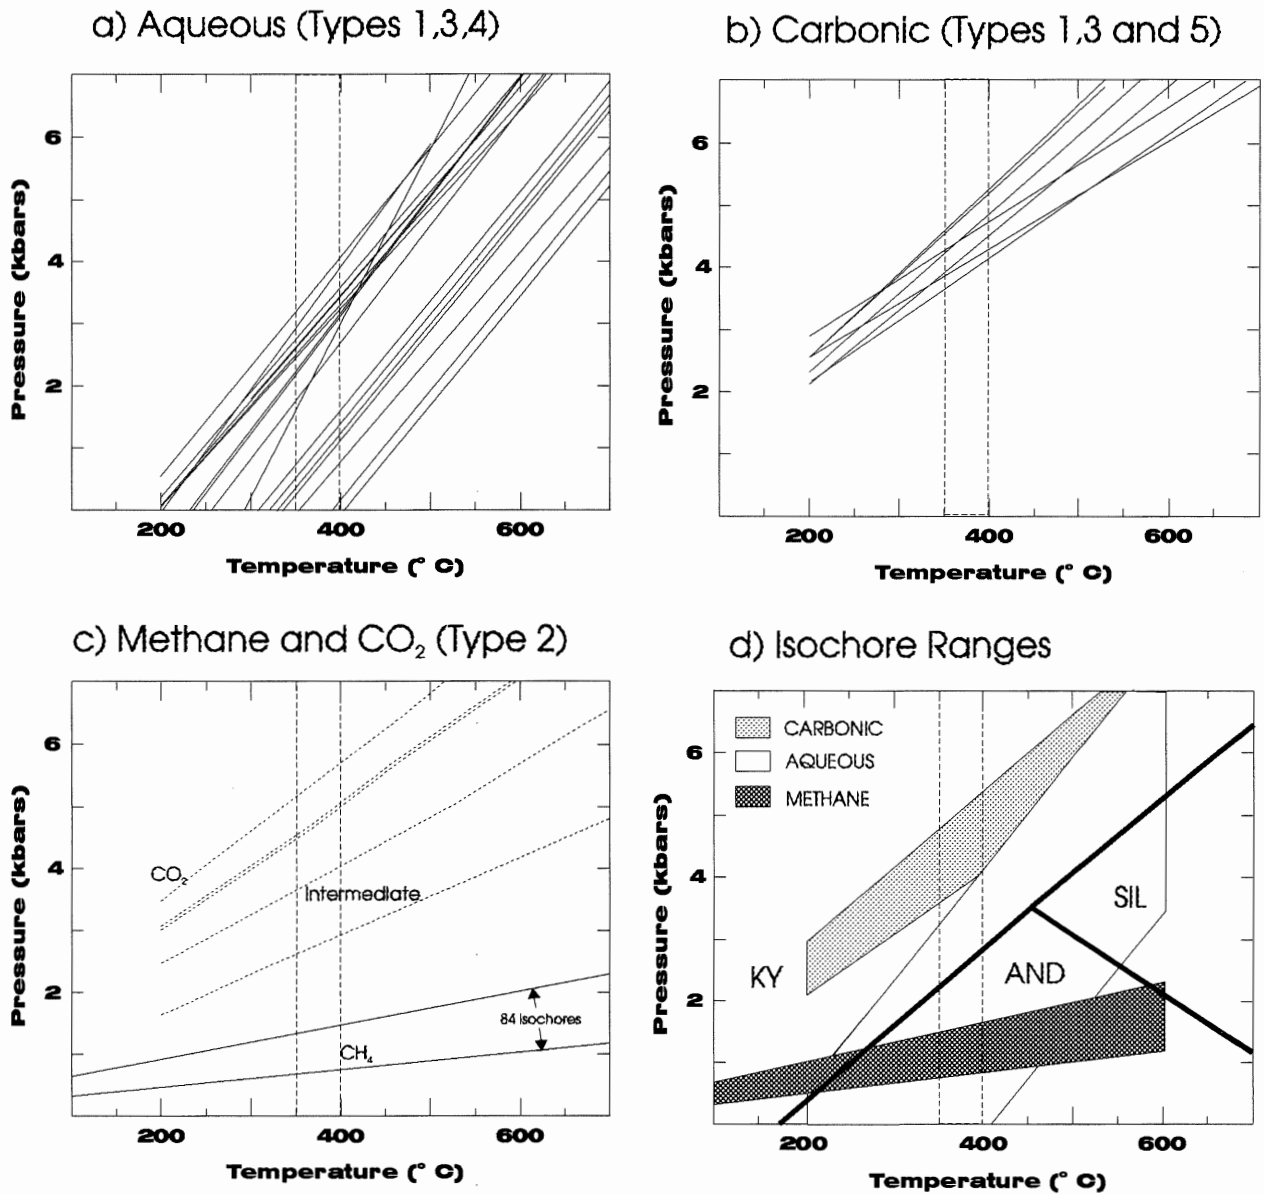 a) Aqueous (Types 1,3,4)
6
4
2
200
400
600
Pressure (kbars)
Temperature (° C)
b) Carbonic (Types 1,3 and 5)
6
4
2
200
400
600
Pressure (kbars)
Temperature (° C)
c) Methane and CO₂ (Type 2)
6
4
2
CO₂
Intermediate
84 isochores
CH₄
200
400
600
Pressure (kbars)
Temperature (° C)
d) Isochore Ranges
CARBONIC
AQUEOUS
METHANE
6
4
2
SIL
KY
AND
200
400
600
Pressure (kbars)
Temperature (° C)